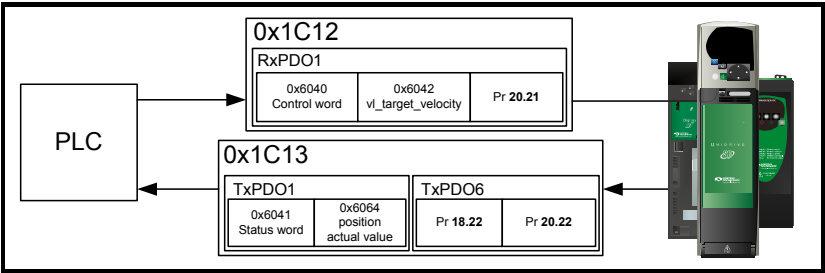 0x1C12
RxPDO1
0x6040
Control word
0x6042
vl_target_velocity
Pr 20.21
PLC
0x1C13
TxPDO1
0x6041
Status word
0x6064
position
actual value
TxPDO6
Pr 18.22
Pr 20.22
UNIDRIVE